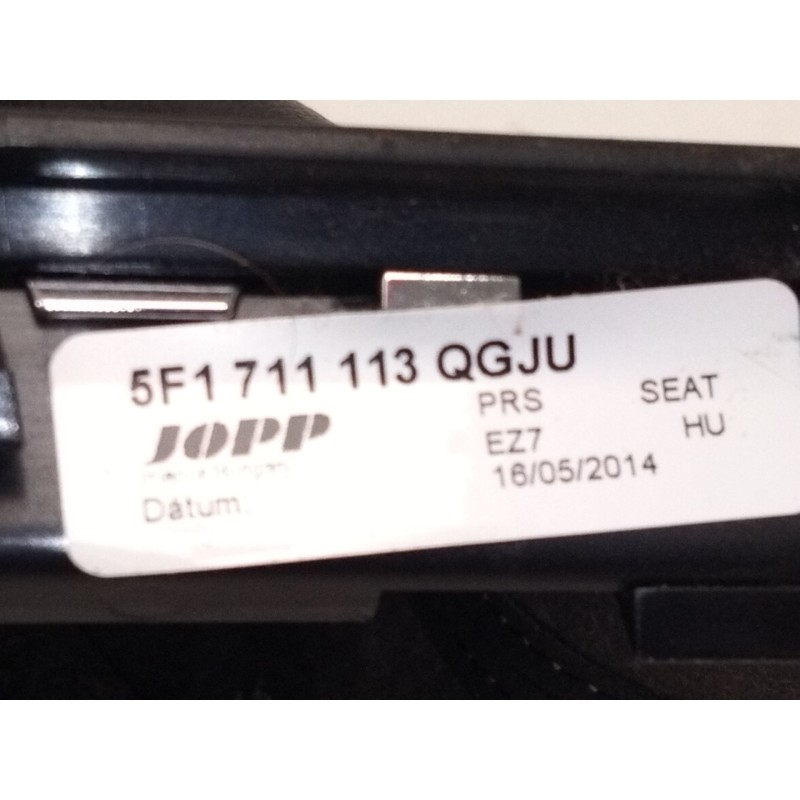 5F1 711 113 QGJU
JOPP PRS SEAT
EZ7 HU
Dátum: 16/05/2014